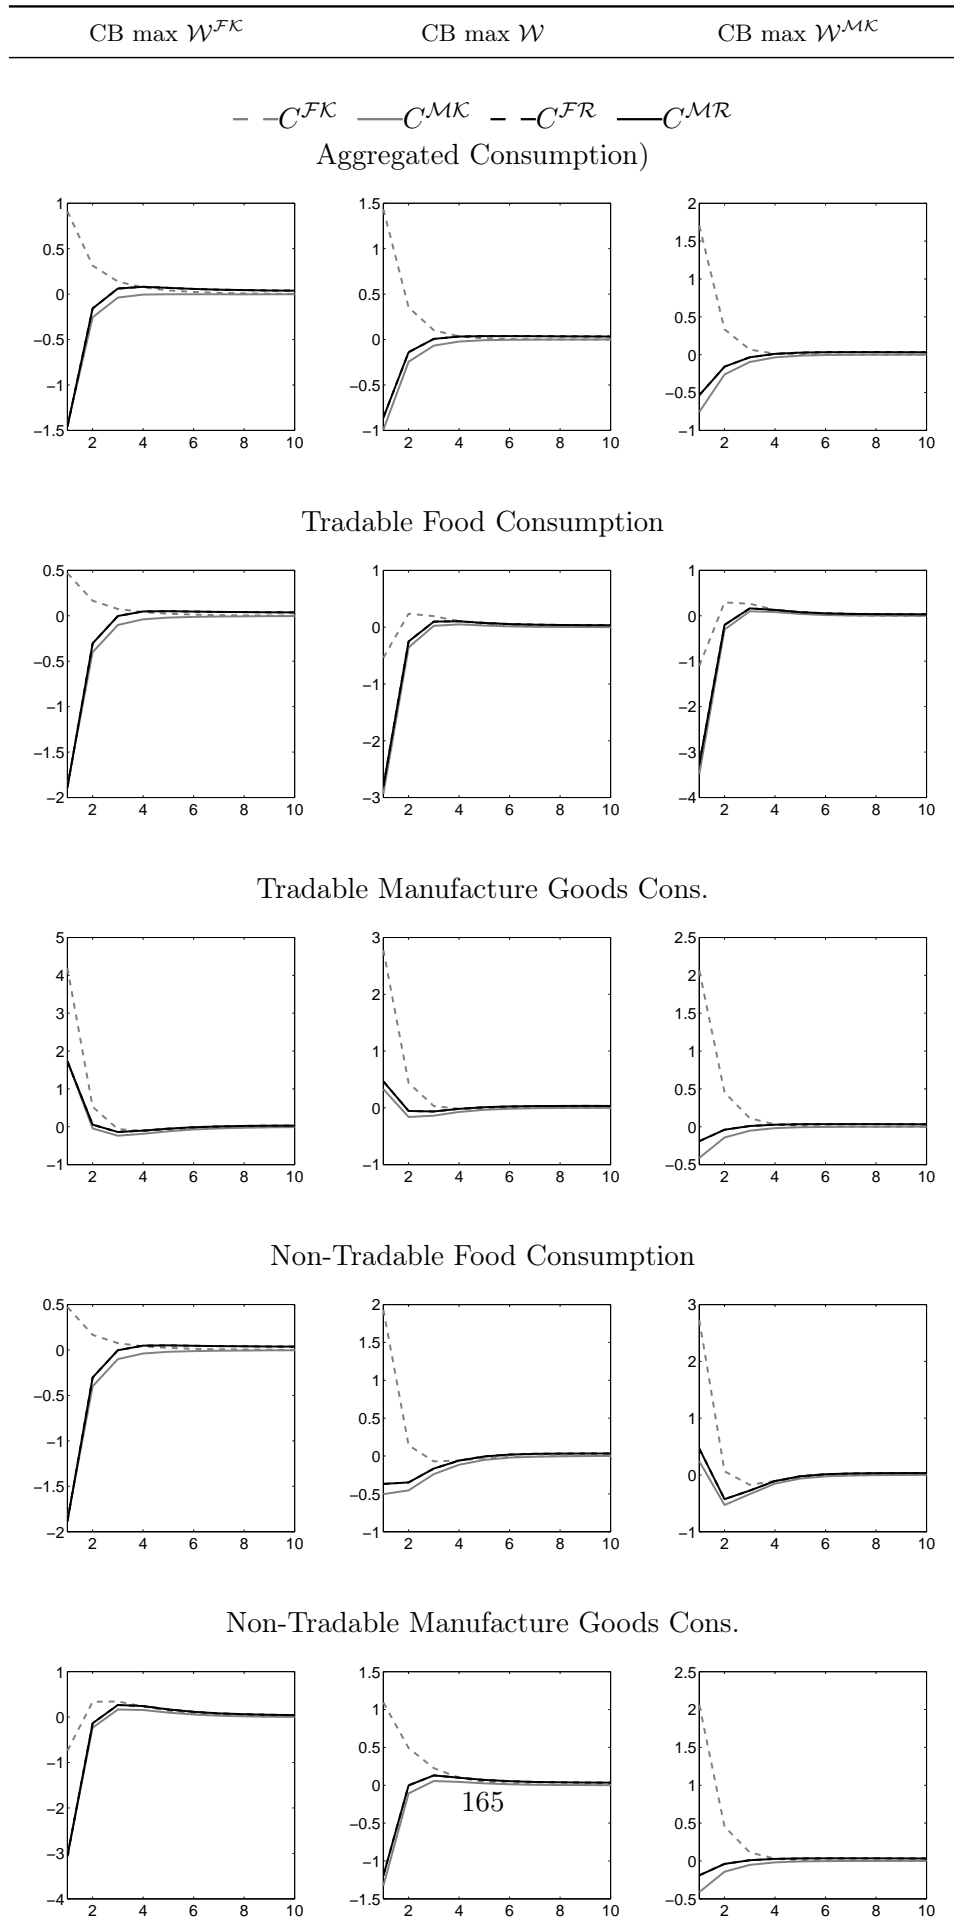 CB max 𝒲^ℱ𝒦 CB max 𝒲 CB max 𝒲^ℳ𝒦
C^ℱ𝒦 C^ℳ𝒦 C^ℱℛ C^ℳℛ
Aggregated Consumption)
1 0.5 0 −0.5 −1 −1.5
2 4 6 8 10
1.5 1 0.5 0 −0.5 −1
2 4 6 8 10
2 1.5 1 0.5 0 −0.5 −1
2 4 6 8 10
Tradable Food Consumption
0.5 0 −0.5 −1 −1.5 −2
2 4 6 8 10
1 0 −1 −2 −3
2 4 6 8 10
1 0 −1 −2 −3 −4
2 4 6 8 10
Tradable Manufacture Goods Cons.
5 4 3 2 1 0 −1
2 4 6 8 10
3 2 1 0 −1
2 4 6 8 10
2.5 2 1.5 1 0.5 0 −0.5
2 4 6 8 10
Non-Tradable Food Consumption
0.5 0 −0.5 −1 −1.5 −2
2 4 6 8 10
2 1.5 1 0.5 0 −0.5 −1
2 4 6 8 10
3 2 1 0 −1
2 4 6 8 10
Non-Tradable Manufacture Goods Cons.
1 0 −1 −2 −3 −4
2 4 6 8 10
1.5 1 0.5 0 −0.5 −1 −1.5
2 4 6 8 10
165
2.5 2 1.5 1 0.5 0 −0.5
2 4 6 8 10